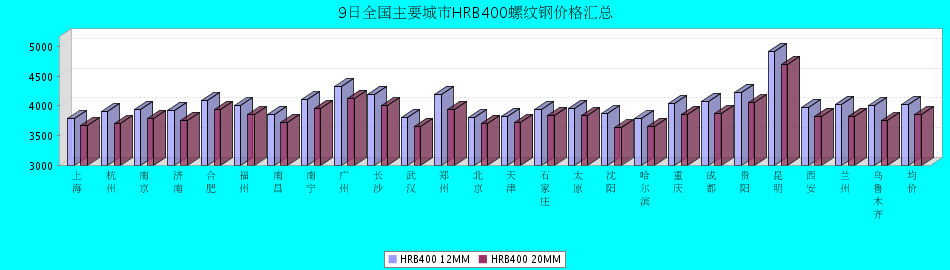 9日全国主要城市HRB400螺纹钢价格汇总
5000
4500
4000
3500
3000
上海
杭州
南京
济南
合肥
福州
南昌
南宁
广州
长沙
武汉
郑州
北京
天津
石家庄
太原
沈阳
哈尔滨
重庆
成都
贵阳
昆明
西安
兰州
乌鲁木齐
均价
HRB400 12MM
HRB400 20MM